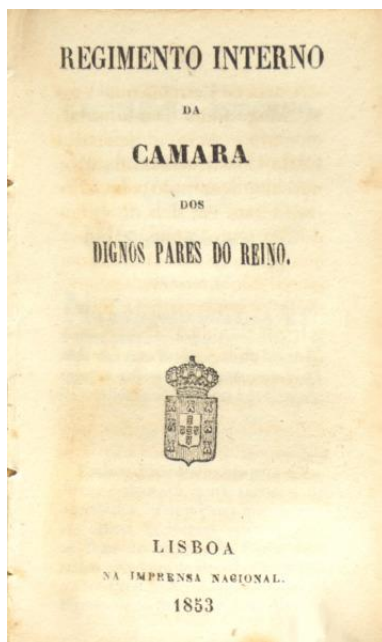 REGIMENTO INTERNO
DA
CAMARA
DOS
DIGNOS PARES DO REINO.
LISBOA
NA IMPRENSA NACIONAL.
1853